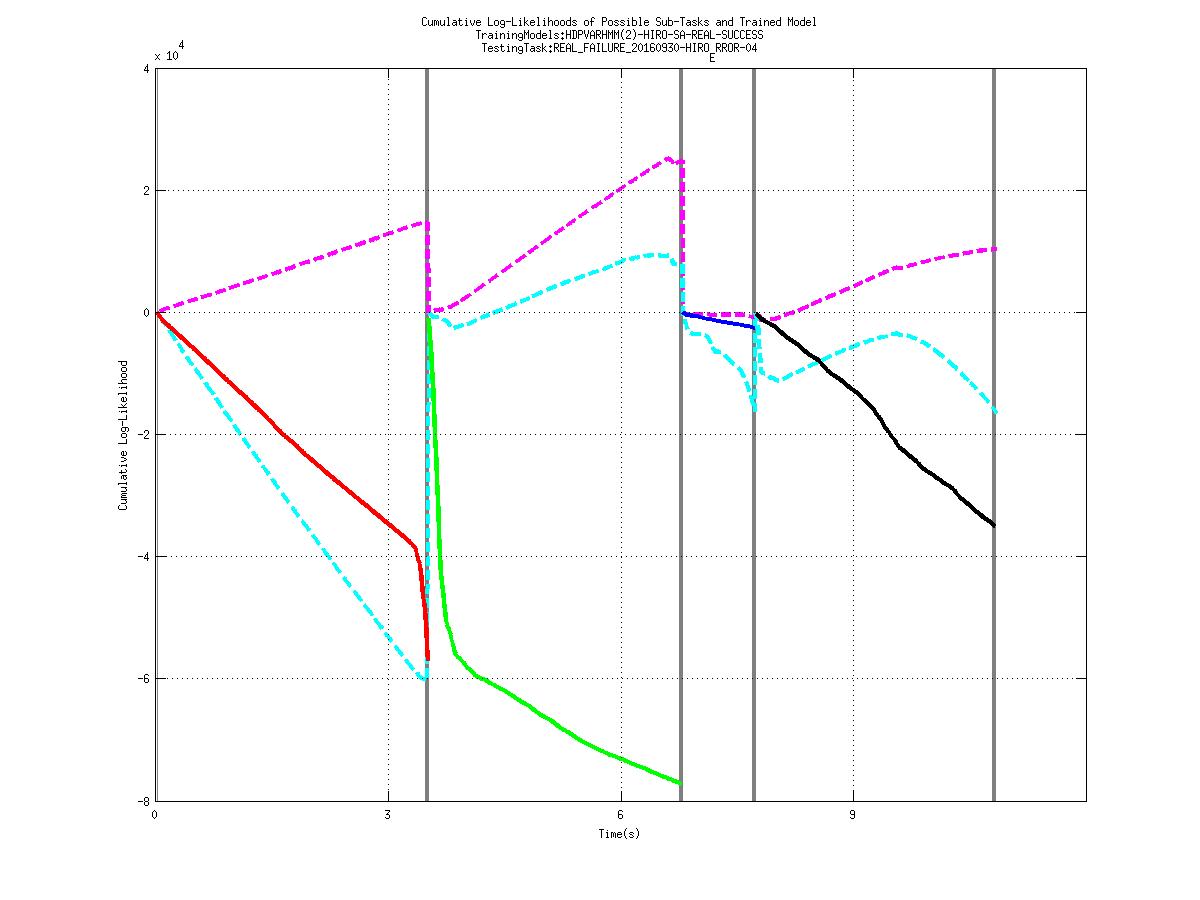 Cumulative Log-Likelihoods of Possible Sub-Tasks and Trained Model
TrainingModels:HDPVARHMM(2)-HIRO-SA-REAL-SUCCESS
TestingTask:REAL_FAILURE_20160930-HIRO_RROR-04
E
x 10 4
4
2
0
-2
-4
-6
-8
Cumulative Log-Likelihood
0 3 6 9
Time(s)